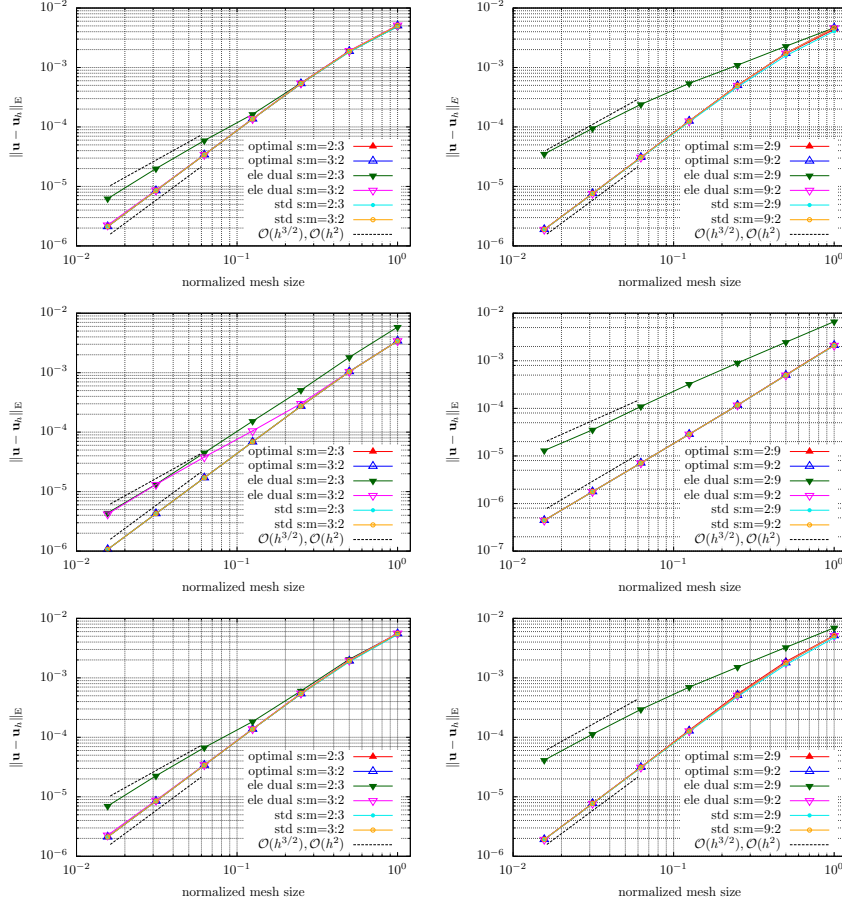 10^{-2}
10^{-3}
10^{-4}
10^{-5}
10^{-6}
‖u − u_h‖_E
optimal s:m=2:3
optimal s:m=3:2
ele dual s:m=2:3
ele dual s:m=3:2
std s:m=2:3
std s:m=3:2
O(h^{3/2}), O(h^2)
10^{-2} 10^{-1} 10^0
normalized mesh size
10^{-2}
10^{-3}
10^{-4}
10^{-5}
10^{-6}
‖u − u_h‖_E
optimal s:m=2:9
optimal s:m=9:2
ele dual s:m=2:9
ele dual s:m=9:2
std s:m=2:9
std s:m=9:2
O(h^{3/2}), O(h^2)
10^{-2} 10^{-1} 10^0
normalized mesh size
10^{-2}
10^{-3}
10^{-4}
10^{-5}
10^{-6}
‖u − u_h‖_E
optimal s:m=2:3
optimal s:m=3:2
ele dual s:m=2:3
ele dual s:m=3:2
std s:m=2:3
std s:m=3:2
O(h^{3/2}), O(h^2)
10^{-2} 10^{-1} 10^0
normalized mesh size
10^{-2}
10^{-3}
10^{-4}
10^{-5}
10^{-6}
10^{-7}
‖u − u_h‖_E
optimal s:m=2:9
optimal s:m=9:2
ele dual s:m=2:9
ele dual s:m=9:2
std s:m=2:9
std s:m=9:2
O(h^{3/2}), O(h^2)
10^{-2} 10^{-1} 10^0
normalized mesh size
10^{-2}
10^{-3}
10^{-4}
10^{-5}
10^{-6}
‖u − u_h‖_E
optimal s:m=2:3
optimal s:m=3:2
ele dual s:m=2:3
ele dual s:m=3:2
std s:m=2:3
std s:m=3:2
O(h^{3/2}), O(h^2)
10^{-2} 10^{-1} 10^0
normalized mesh size
10^{-2}
10^{-3}
10^{-4}
10^{-5}
10^{-6}
‖u − u_h‖_E
optimal s:m=2:9
optimal s:m=9:2
ele dual s:m=2:9
ele dual s:m=9:2
std s:m=2:9
std s:m=9:2
O(h^{3/2}), O(h^2)
10^{-2} 10^{-1} 10^0
normalized mesh size